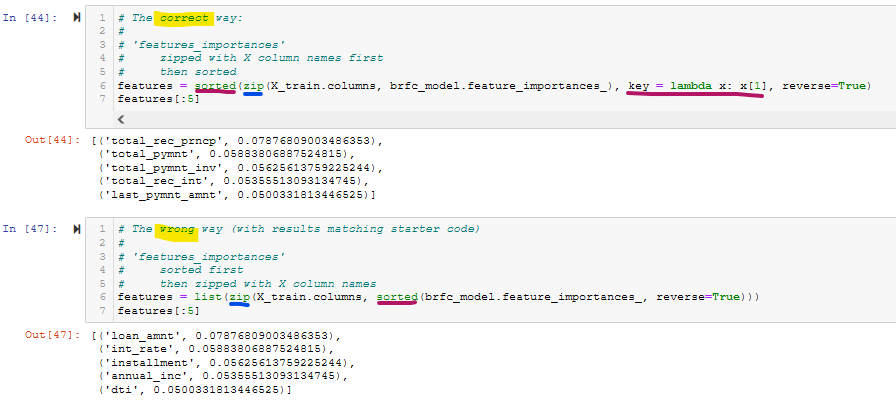 In [44]:
1 # The correct way:
2 #
3 # 'features_importances'
4 #     zipped with X column names first
5 #     then sorted
6 features = sorted(zip(X_train.columns, brfc_model.feature_importances_), key = lambda x: x[1], reverse=True)
7 features[:5]
Out[44]: [('total_rec_prncp', 0.07876809003486353),
('total_pymnt', 0.05883806887524815),
('total_pymnt_inv', 0.05625613759225244),
('total_rec_int', 0.05355513093134745),
('last_pymnt_amnt', 0.0500331813446525)]
In [47]:
1 # The wrong way (with results matching starter code)
2 #
3 # 'features_importances'
4 #     sorted first
5 #     then zipped with X column names
6 features = list(zip(X_train.columns, sorted(brfc_model.feature_importances_, reverse=True)))
7 features[:5]
Out[47]: [('loan_amnt', 0.07876809003486353),
('int_rate', 0.05883806887524815),
('installment', 0.05625613759225244),
('annual_inc', 0.05355513093134745),
('dti', 0.0500331813446525)]